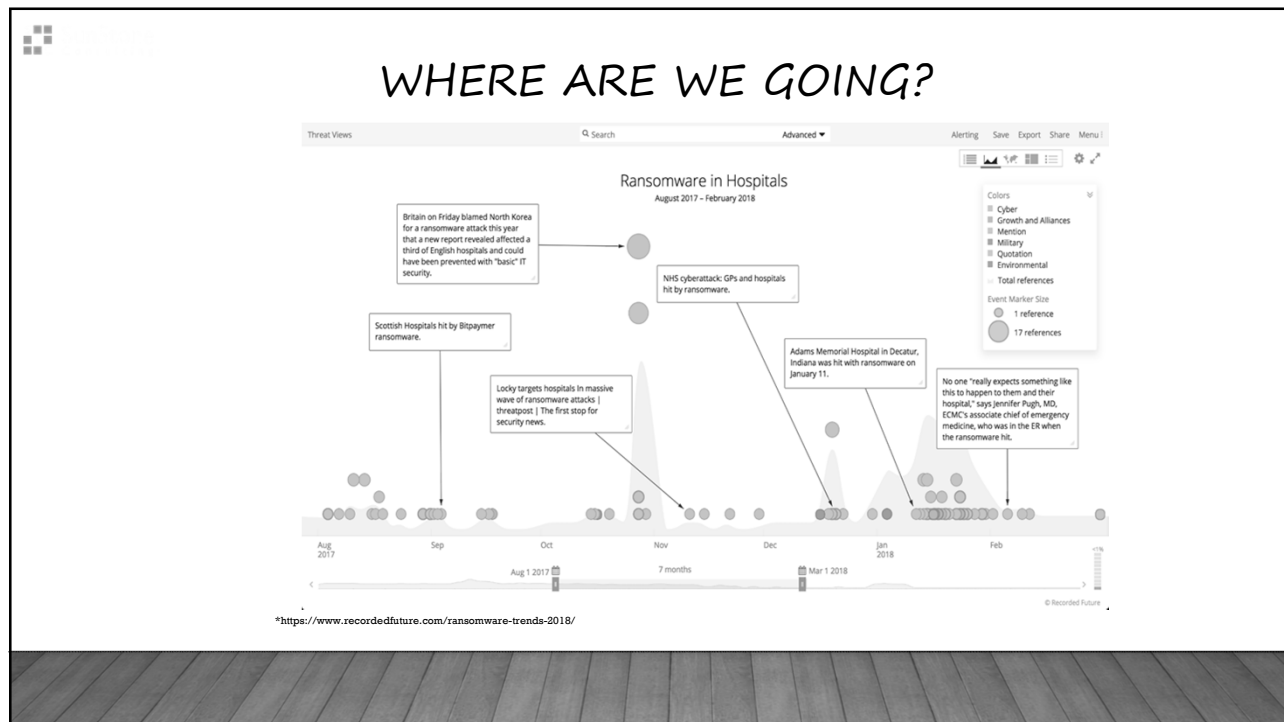 WHERE ARE WE GOING?
Threat Views
Search
Advanced
Alerting Save Export Share Menu
Ransomware in Hospitals
August 2017 – February 2018
Britain on Friday blamed North Korea
for a ransomware attack this year
that a new report revealed affected a
third of English hospitals and could
have been prevented with "basic" IT
security.
NHS cyberattack: GPs and hospitals
hit by ransomware.
Scottish Hospitals hit by Bitpaymer
ransomware.
Locky targets hospitals In massive
wave of ransomware attacks |
threatpost | The first stop for
security news.
Adams Memorial Hospital in Decatur,
Indiana was hit with ransomware on
January 11.
No one "really expects something like
this to happen to them and their
hospital," says Jennifer Pugh, MD,
ECMC's associate chief of emergency
medicine, who was in the ER when
the ransomware hit.
Colors
Cyber
Growth and Alliances
Mention
Military
Quotation
Environmental
Total references
Event Marker Size
1 reference
17 references
Aug
2017
Sep
Oct
Nov
Dec
Jan
2018
Feb
Aug 1 2017
7 months
Mar 1 2018
© Recorded Future
*https://www.recordedfuture.com/ransomware-trends-2018/